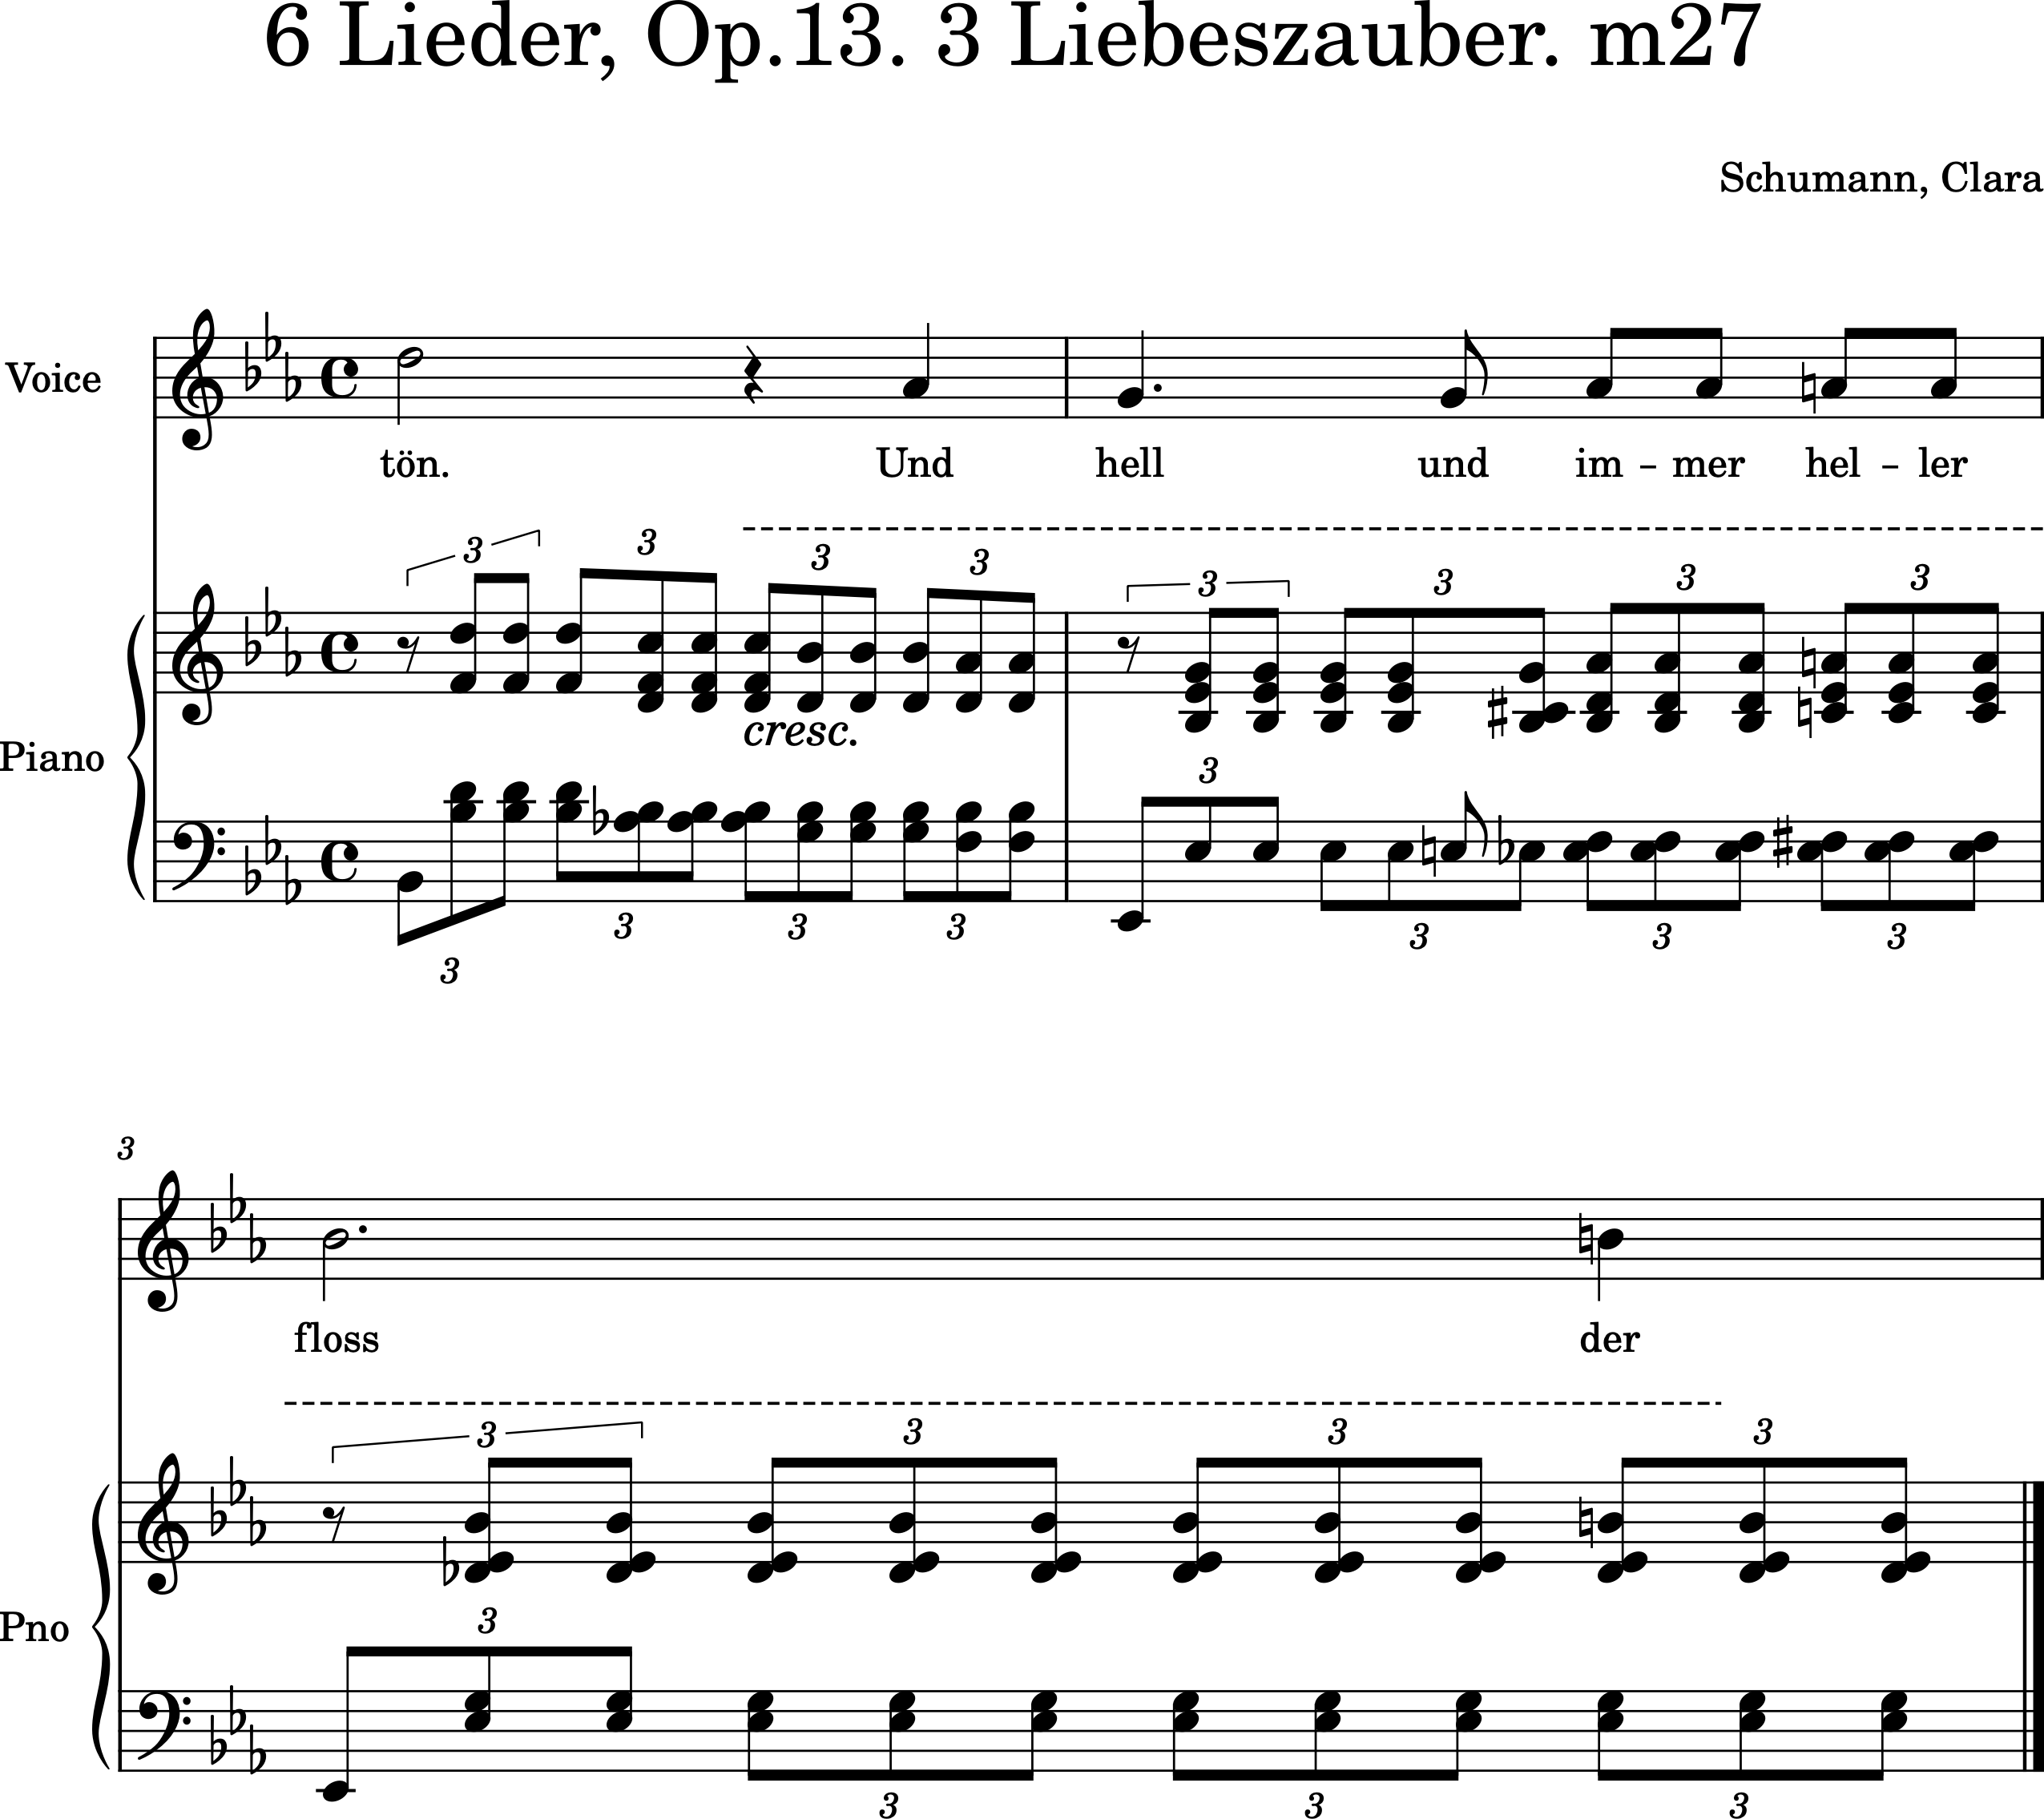 6 Lieder, Op.13. 3 Liebeszauber. m27
Schumann, Clara
Voice
tön. Und hell und im – mer hel – ler
3 3 3 3 3 3 3 3
cresc.
Piano
3
3 3 3 3 3 3
3
floss der
3 3 3 3
Pno
3
3 3 3